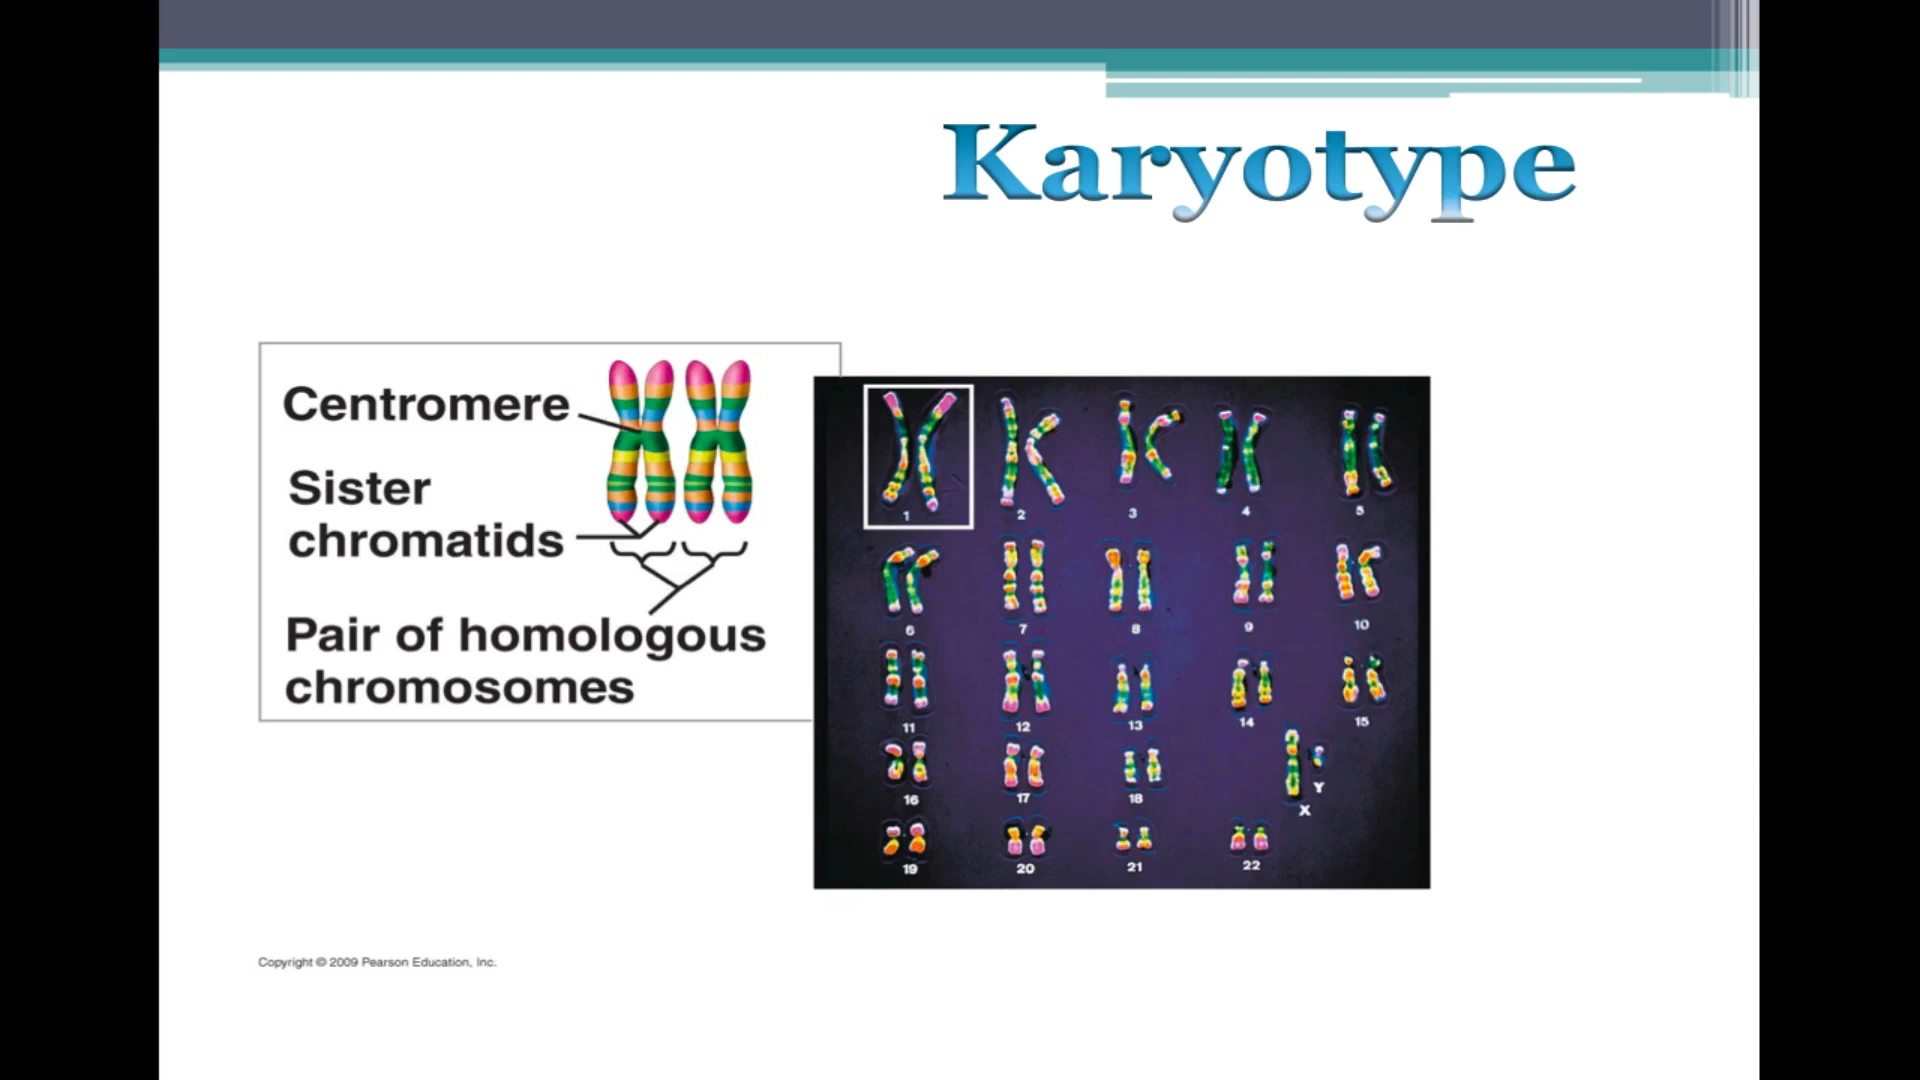 Karyotype
Centromere
Sister
chromatids
Pair of homologous
chromosomes
1 2 3 4 5
6 7 8 9 10
11 12 13 14 15
16 17 18 Y
X
19 20 21 22
Copyright © 2009 Pearson Education, Inc.